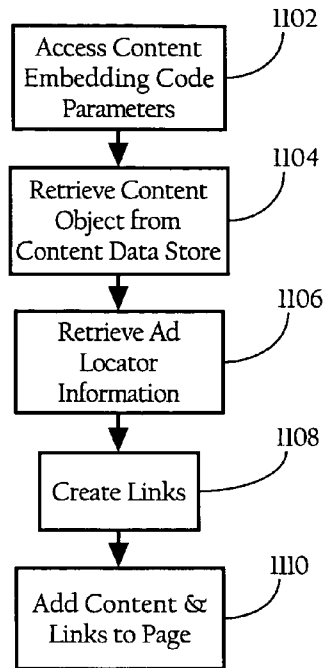 1102
Access Content
Embedding Code
Parameters
1104
Retrieve Content
Object from
Content Data Store
1106
Retrieve Ad
Locator
Information
1108
Create Links
1110
Add Content &
Links to Page